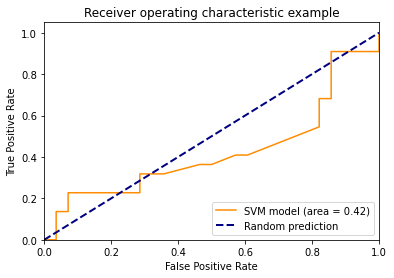 Receiver operating characteristic example
True Positive Rate
1.0
0.8
0.6
0.4
0.2
0.0
SVM model (area = 0.42)
Random prediction
0.0 0.2 0.4 0.6 0.8 1.0
False Positive Rate